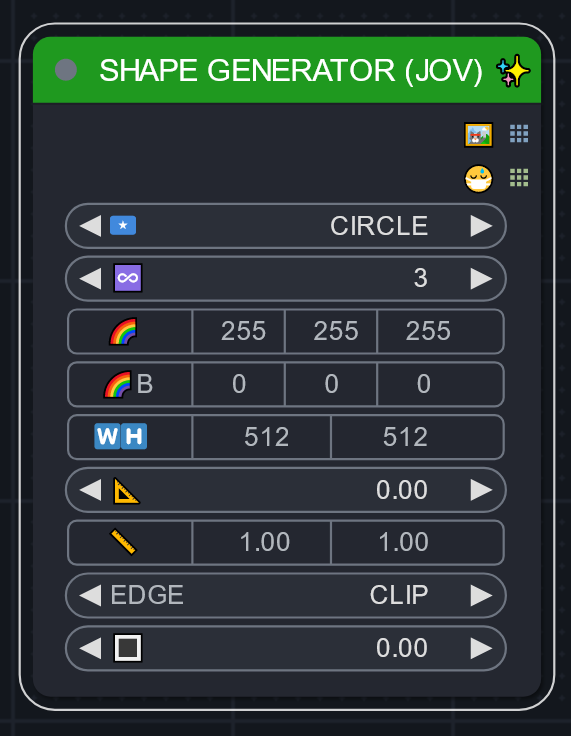 SHAPE GENERATOR (JOV)
CIRCLE
3
255 255 255
B 0 0 0
W H 512 512
0.00
1.00 1.00
EDGE CLIP
0.00